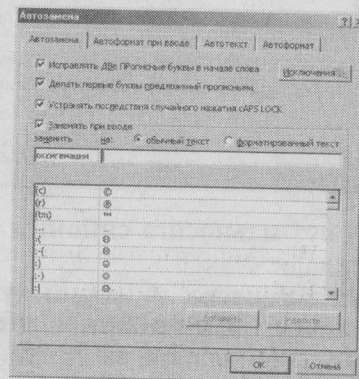 Автозамена
Автозамена Автоформат при вводе Автотекст Автоформат
Исправлять ДВе ПРописные буквы в начале слова
Исключения...
Делать первые буквы предложений прописными
Устранять последствия случайного нажатия cAPS LOCK
Заменять при вводе
заменить на: обычный текст форматированный текст
оксигенация
(c) ©
(r) ®
(tm) ™
... …
:( ☹
:-( ☹
:) ☺
:-) ☺
:-| 😐
Добавить Удалить
OK Отмена